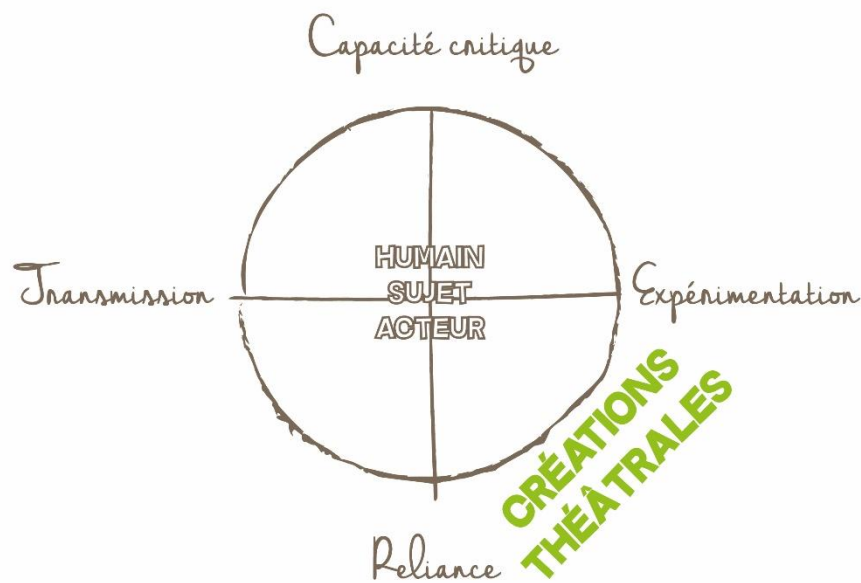 Capacité critique
HUMAIN
SUJET
ACTEUR
Transmission
Expérimentation
CRÉATIONS
THÉÂTRALES
Reliance